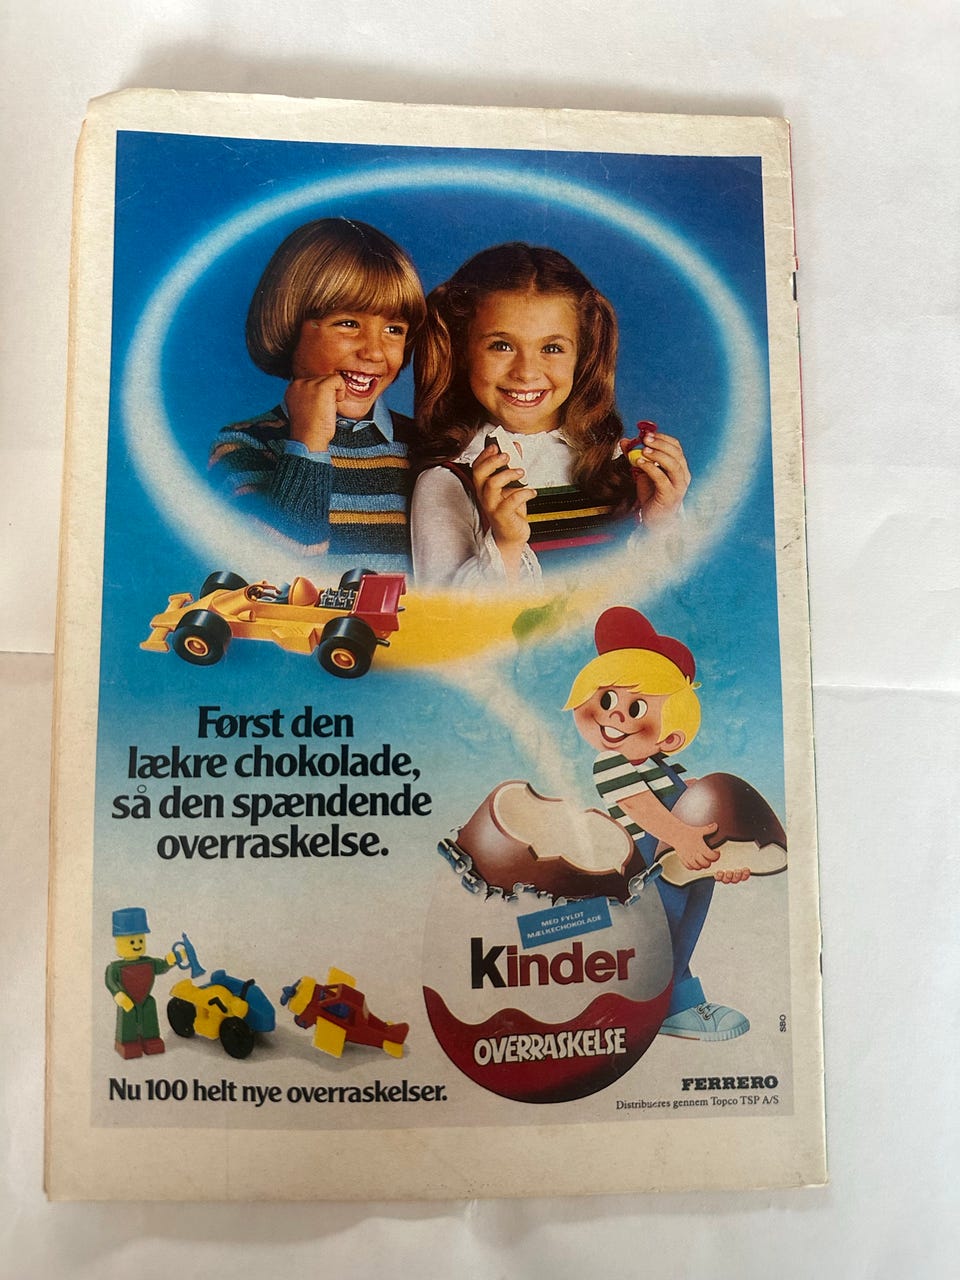 Først den
lækre chokolade,
så den spændende
overraskelse.
MED FYLDT
MÆLKECHOKOLADE
Kinder
OVERRASKELSE
SBO
Nu 100 helt nye overraskelser.
FERRERO
Distribueres gennem Topco TSP A/S